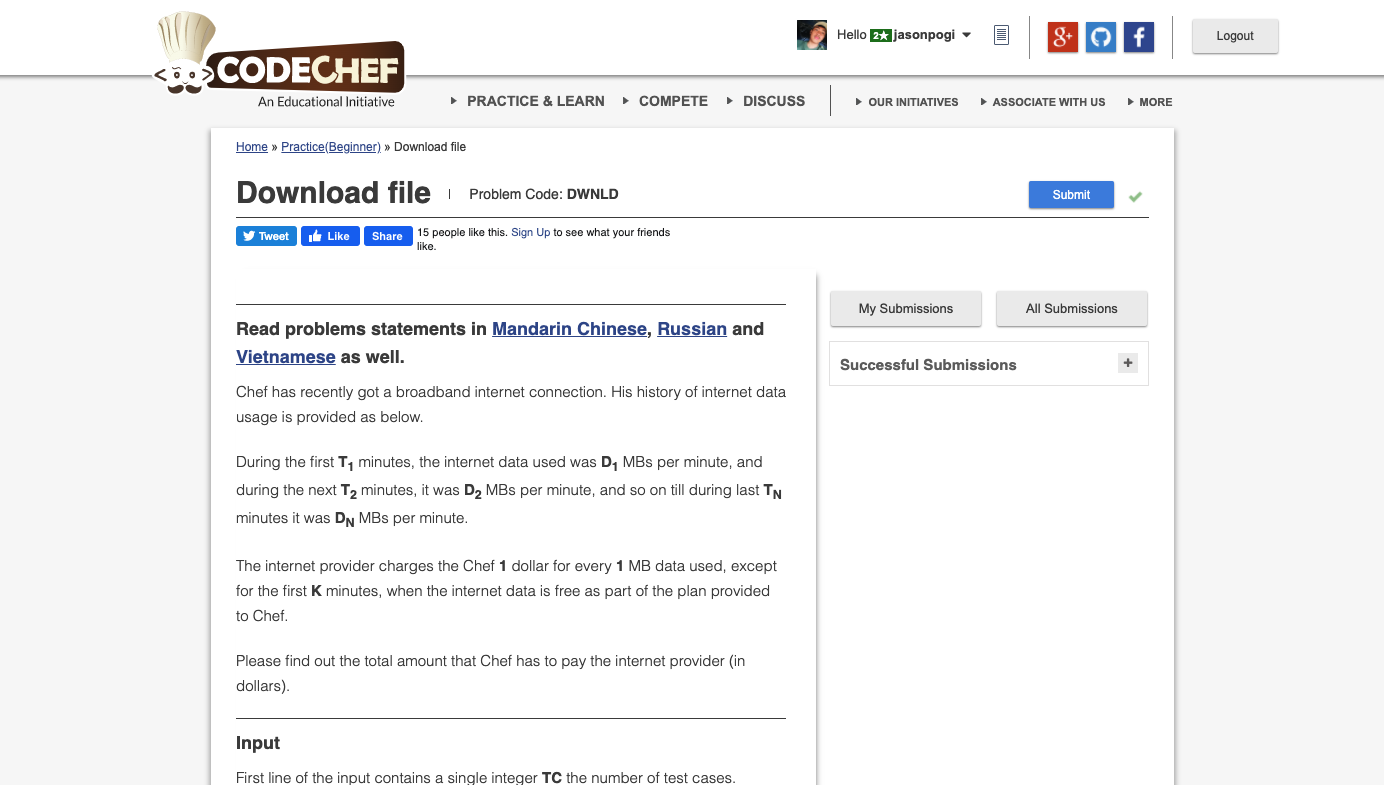 CODECHEF
An Educational Initiative
Hello 2★ jasonpogi
g+
f
Logout
PRACTICE & LEARN
COMPETE
DISCUSS
OUR INITIATIVES
ASSOCIATE WITH US
MORE
Home » Practice(Beginner) » Download file
Download file
Problem Code: DWNLD
Submit
Tweet
Like
Share
15 people like this. Sign Up to see what your friends
like.
My Submissions
All Submissions
Successful Submissions
+
Read problems statements in Mandarin Chinese, Russian and
Vietnamese as well.
Chef has recently got a broadband internet connection. His history of internet data
usage is provided as below.
During the first T1 minutes, the internet data used was D1 MBs per minute, and
during the next T2 minutes, it was D2 MBs per minute, and so on till during last TN
minutes it was DN MBs per minute.
The internet provider charges the Chef 1 dollar for every 1 MB data used, except
for the first K minutes, when the internet data is free as part of the plan provided
to Chef.
Please find out the total amount that Chef has to pay the internet provider (in
dollars).
Input
First line of the input contains a single integer TC the number of test cases.